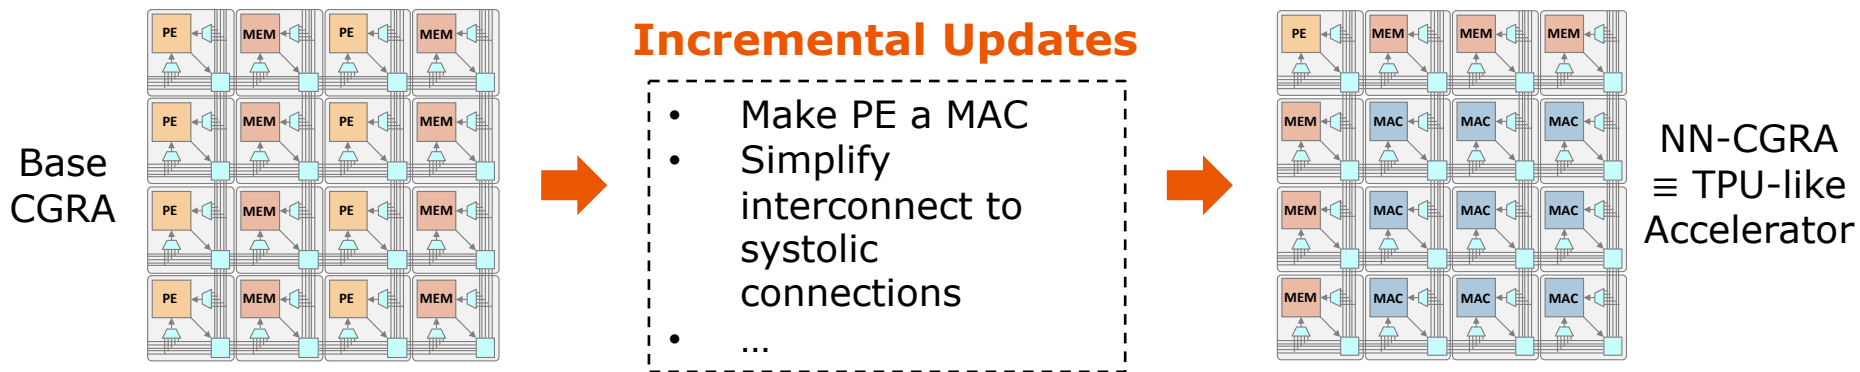 Base
CGRA
PE MEM PE MEM
PE MEM PE MEM
PE MEM PE MEM
PE MEM PE MEM
Incremental Updates
• Make PE a MAC
• Simplify
interconnect to
systolic
connections
• ...
PE MEM MEM MEM
MEM MAC MAC MAC
MEM MAC MAC MAC
MEM MAC MAC MAC
NN-CGRA
≡ TPU-like
Accelerator